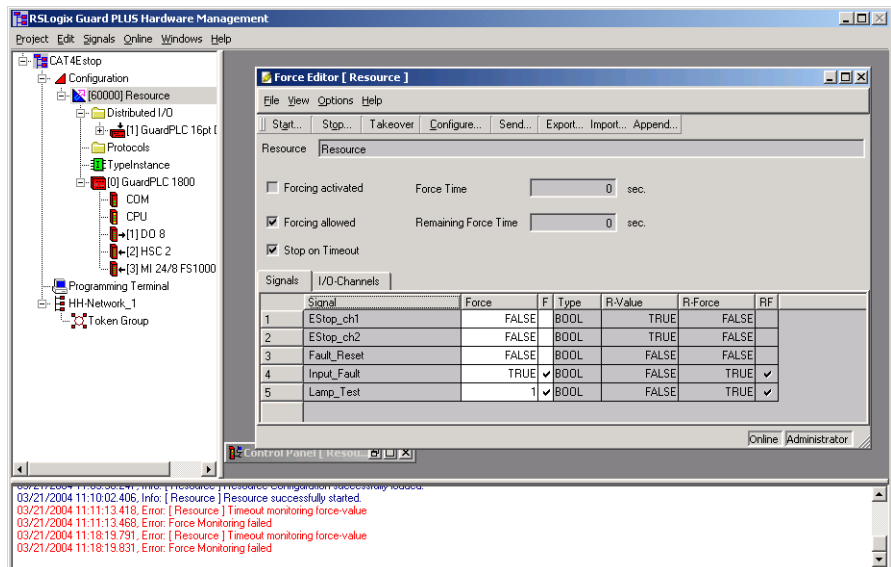 RSLogix Guard PLUS Hardware Management
Project Edit Signals Online Windows Help
CAT4Estop
Configuration
[60000] Resource
Distributed I/O
[1] GuardPLC 16pt
Protocols
TypeInstance
[0] GuardPLC 1800
COM
CPU
[1] DO 8
[2] HSC 2
[3] MI 24/8 FS1000
Programming Terminal
HH-Network_1
Token Group
Force Editor [ Resource ]
File View Options Help
Start... Stop... Takeover Configure... Send... Export... Import... Append...
Resource Resource
Forcing activated Force Time 0 sec.
Forcing allowed Remaining Force Time 0 sec.
Stop on Timeout
Signals I/O-Channels
Signal Force F Type R-Value R-Force RF
1 EStop_ch1 FALSE BOOL TRUE FALSE
2 EStop_ch2 FALSE BOOL TRUE FALSE
3 Fault_Reset FALSE BOOL FALSE FALSE
4 Input_Fault TRUE BOOL FALSE TRUE
5 Lamp_Test 1 BOOL FALSE TRUE
Online Administrator
Control Panel [ Resou...
03/21/2004 11:10:02.406, Info: [ Resource ] Resource successfully started.
03/21/2004 11:11:13.418, Error: [ Resource ] Timeout monitoring force-value
03/21/2004 11:11:13.468, Error: Force Monitoring failed
03/21/2004 11:18:19.791, Error: [ Resource ] Timeout monitoring force-value
03/21/2004 11:18:19.831, Error: Force Monitoring failed